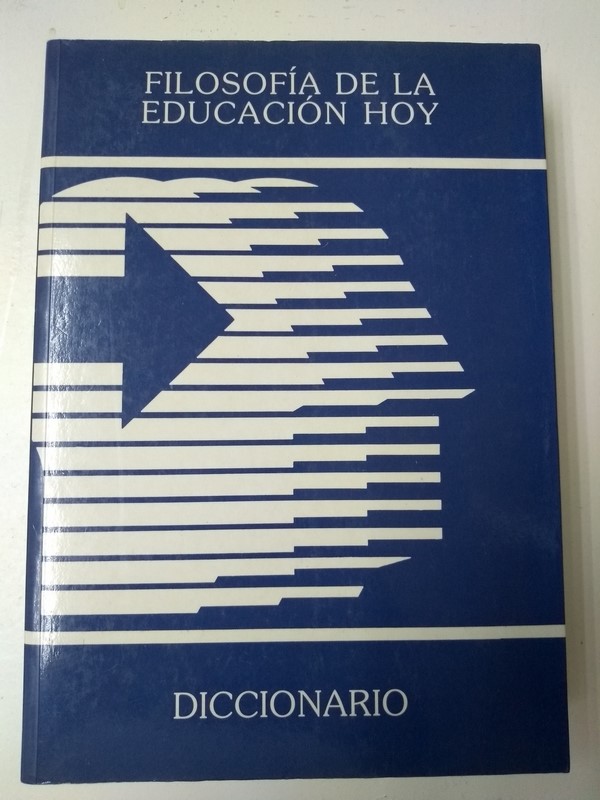 FILOSOFÍA DE LA
EDUCACIÓN HOY
DICCIONARIO